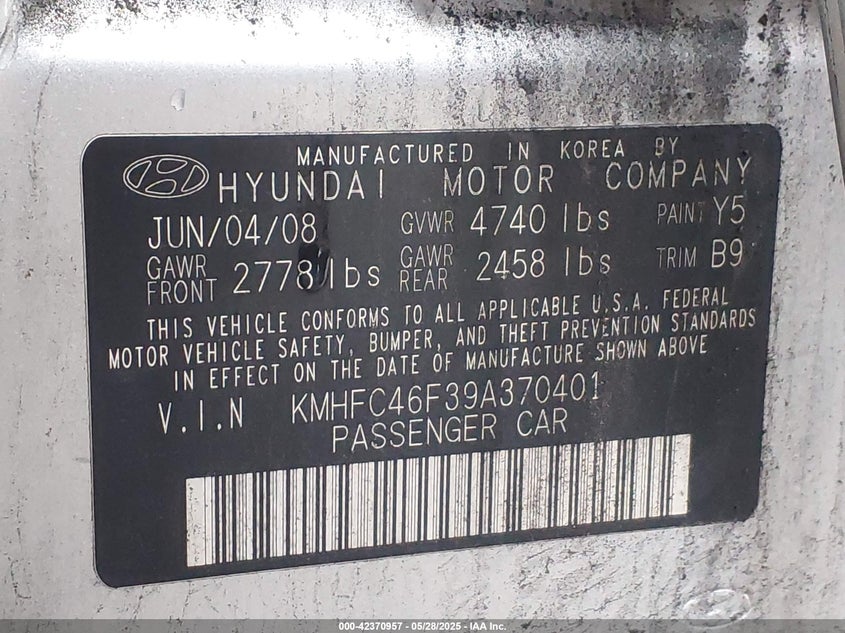 MANUFACTURED IN KOREA BY
HYUNDAI MOTOR COMPANY
JUN/04/08 GVWR 4740 lbs PAINT Y5
GAWR FRONT 2778 lbs GAWR REAR 2458 lbs TRIM B9
THIS VEHICLE CONFORMS TO ALL APPLICABLE U.S.A. FEDERAL
MOTOR VEHICLE SAFETY, BUMPER, AND THEFT PREVENTION STANDARDS
IN EFFECT ON THE DATE OF MANUFACTURE SHOWN ABOVE
V.I.N KMHFC46F39A370401
PASSENGER CAR
000-42370957 - 05/28/2025 - IAA Inc.